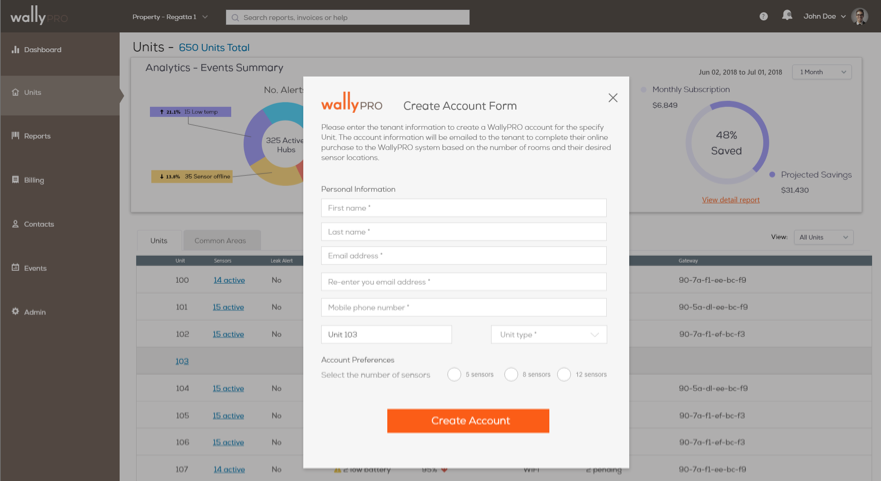 wallyPRO
Property - Regatta 1
Search reports, invoices or help
?
John Doe
Dashboard
Units
Reports
Billing
Contacts
Events
Admin
Units - 650 Units Total
Analytics - Events Summary
Jun 02, 2018 to Jul 01, 2018
1 Month
No. Alert
21.1% 15 Low temp
325 Active
Hubs
13.4% 35 Sensor offline
Monthly Subscription
$6,849
48%
Saved
Projected Savings
$31,430
View detail report
Units
Common Areas
View:
All Units
Unit Sensors Leak Alert Gateway
100 14 active No 90-7a-f1-ee-bc-f9
101 15 active No 90-5a-d1-ee-bc-f9
102 15 active No 90-7a-f1-ef-bc-f3
103
104 15 active No 90-5a-d1-ee-bc-f9
105 15 active No 90-7a-f1-ef-bc-f3
106 15 active No 90-7a-f1-ef-bc-f3
107 14 active No 2 low battery 95% WiFi 2 pending 90-7a-f1-ee-bc-f9
wallyPRO
Create Account Form
Please enter the tenant information to create a WallyPRO account for the specify
Unit. The account information will be emailed to the tenant to complete their online
purchase to the WallyPRO system based on the number of rooms and their desired
sensor locations.
Personal Information
First name *
Last name *
Email address *
Re-enter you email address *
Mobile phone number *
Unit 103
Unit type *
Account Preferences
Select the number of sensors
5 sensors
8 sensors
12 sensors
Create Account